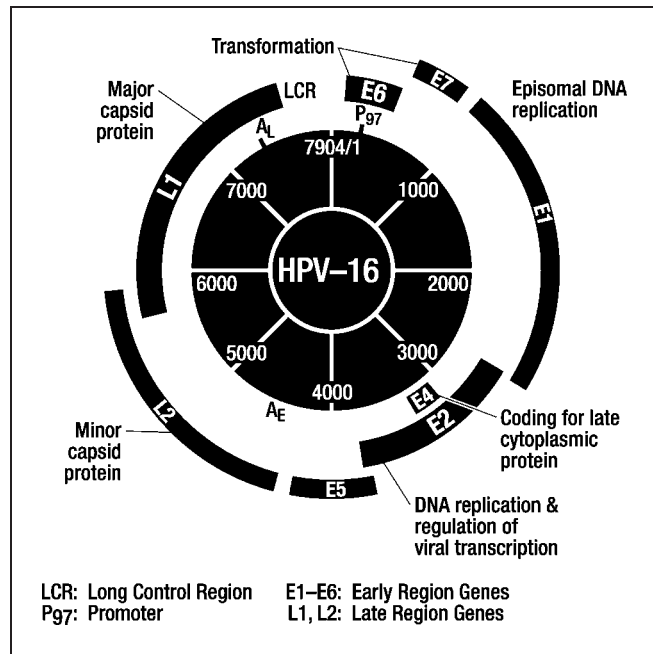 Transformation
Major
capsid
protein
LCR
E6
E7
Episomal DNA
replication
AL
P97
7904/1
7000
1000
L1
E1
HPV–16
6000
2000
5000
3000
4000
E4
AE
E2
Coding for late
cytoplasmic
protein
L2
Minor
capsid
protein
E5
DNA replication &
regulation of
viral transcription
LCR: Long Control Region
E1–E6: Early Region Genes
P97: Promoter
L1, L2: Late Region Genes